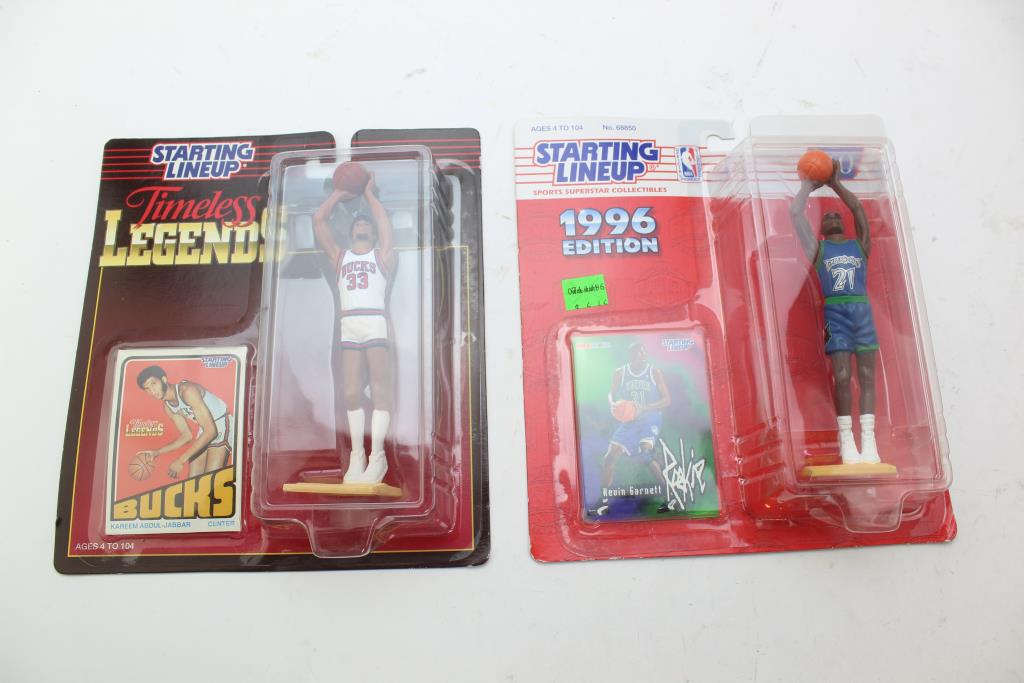 STARTING
LINEUP®
Timeless
LEGENDS
STARTING
LINEUP
Timeless
LEGENDS
BUCKS
KAREEM ABDUL-JABBAR CENTER
AGES 4 TO 104
BUCKS
33
AGES 4 TO 104 No. 68850
STARTING
LINEUP®
NBA
SPORTS SUPERSTAR COLLECTIBLES
1996
EDITION
STARTING
LINEUP
21
Kevin Garnett
Rookie
21